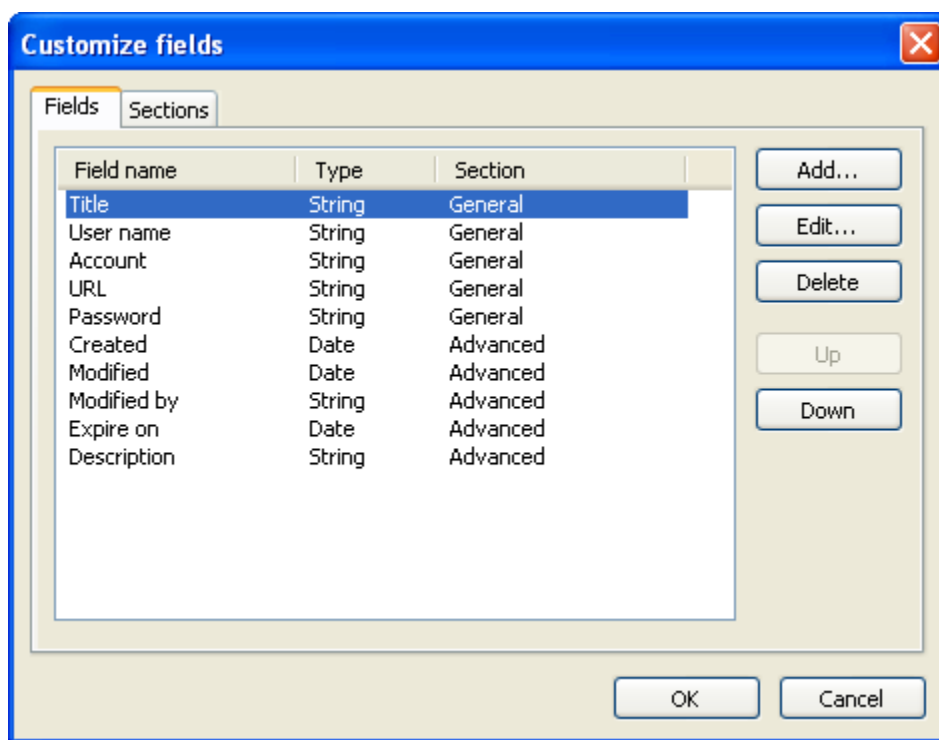 Customize fields
Fields Sections
Field name Type Section
Title String General
User name String General
Account String General
URL String General
Password String General
Created Date Advanced
Modified Date Advanced
Modified by String Advanced
Expire on Date Advanced
Description String Advanced
Add...
Edit...
Delete
Up
Down
OK Cancel